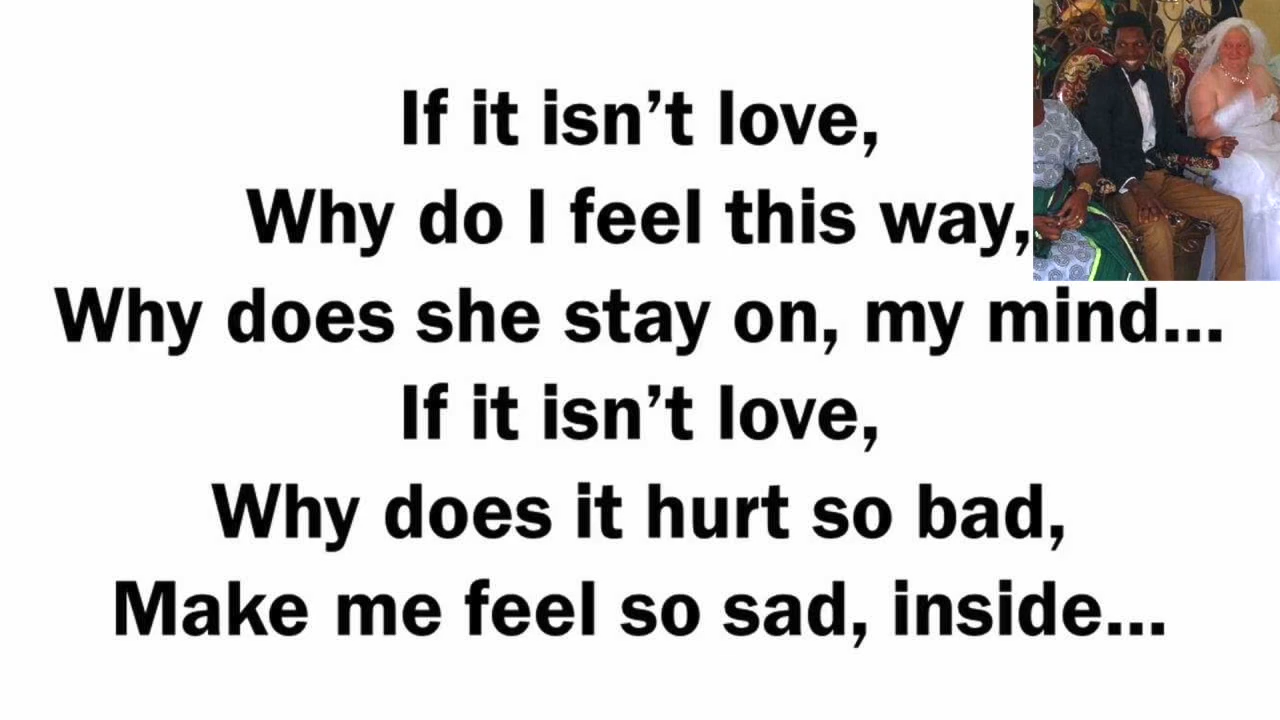 If it isn’t love,
Why do I feel this way,
Why does she stay on, my mind...
If it isn’t love,
Why does it hurt so bad,
Make me feel so sad, inside...